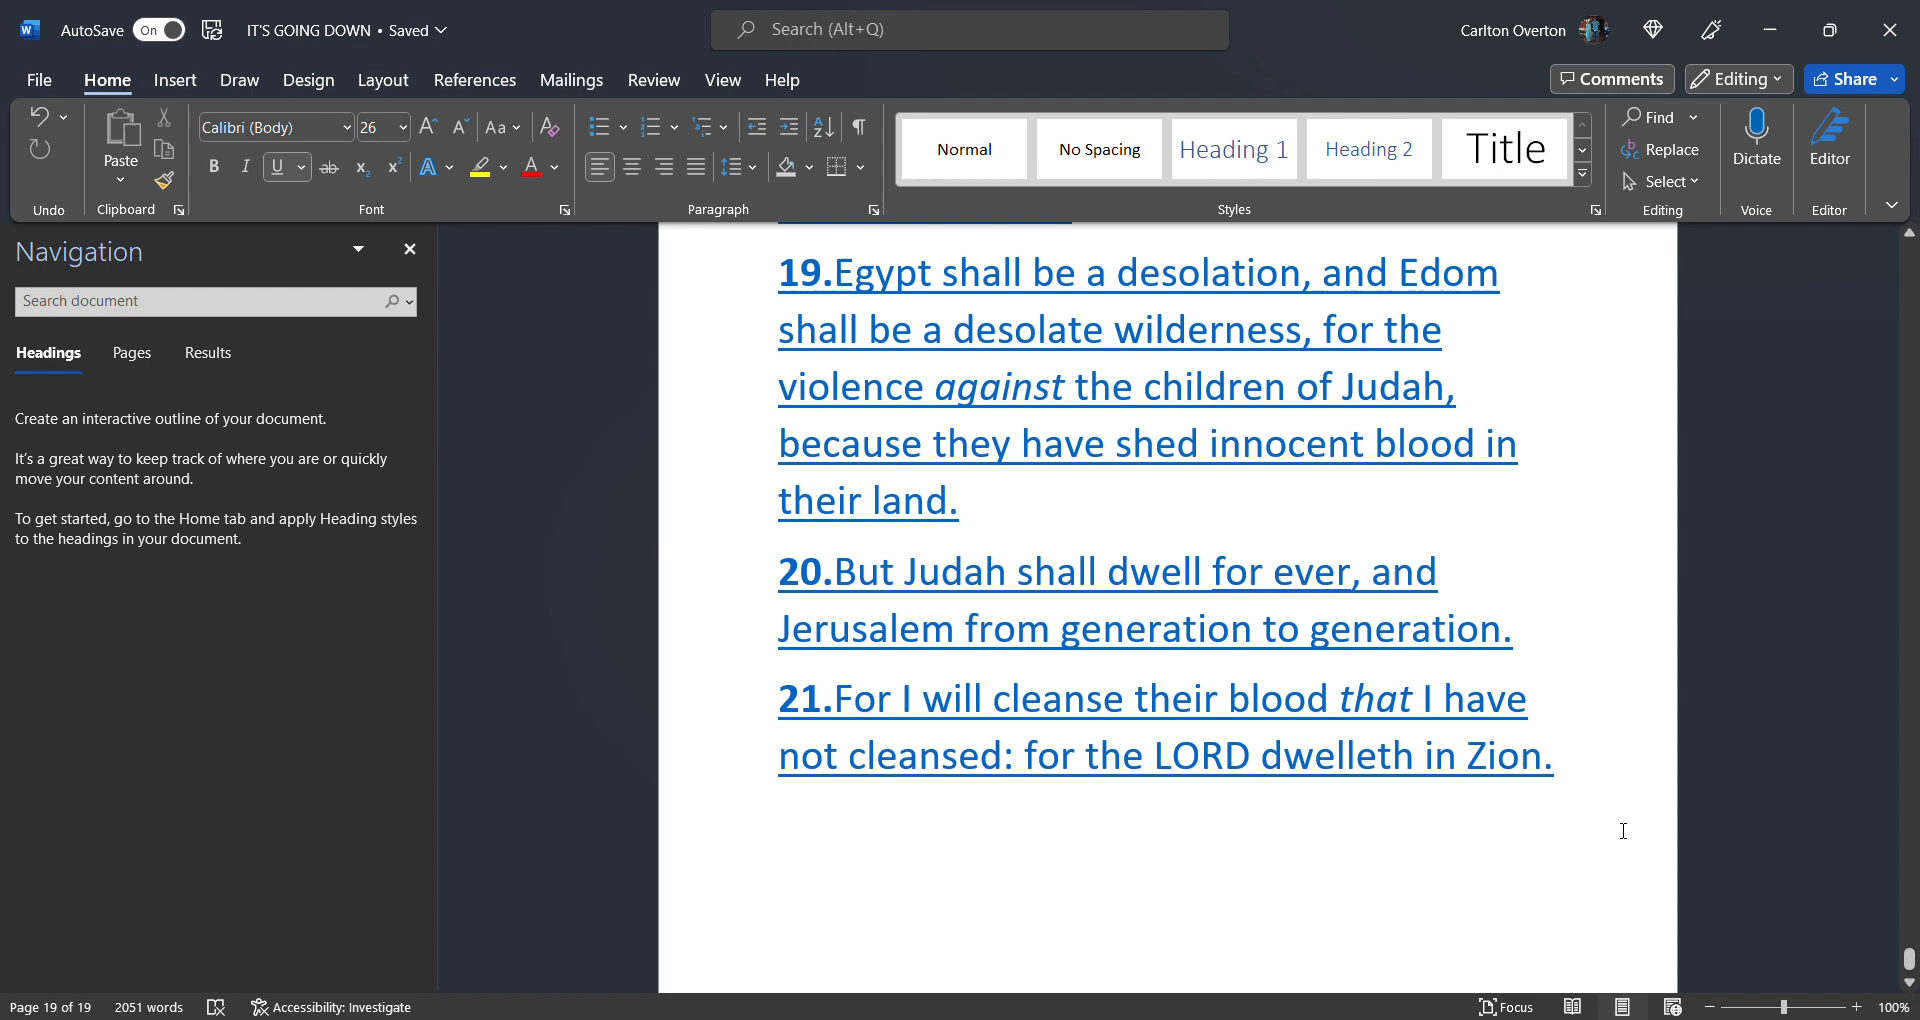 AutoSave On IT'S GOING DOWN • Saved Search (Alt+Q) Carlton Overton
File Home Insert Draw Design Layout References Mailings Review View Help Comments Editing Share
Calibri (Body) 26 Aa
Paste
B I U ab x₂ x² A A
Normal No Spacing Heading 1 Heading 2 Title
Find
Replace
Select
Dictate
Editor
Undo Clipboard Font Paragraph Styles Editing Voice Editor
Navigation
Search document
Headings Pages Results
Create an interactive outline of your document.
It's a great way to keep track of where you are or quickly
move your content around.
To get started, go to the Home tab and apply Heading styles
to the headings in your document.
19.Egypt shall be a desolation, and Edom
shall be a desolate wilderness, for the
violence against the children of Judah,
because they have shed innocent blood in
their land.
20.But Judah shall dwell for ever, and
Jerusalem from generation to generation.
21.For I will cleanse their blood that I have
not cleansed: for the LORD dwelleth in Zion.
Page 19 of 19 2051 words Accessibility: Investigate Focus 100%